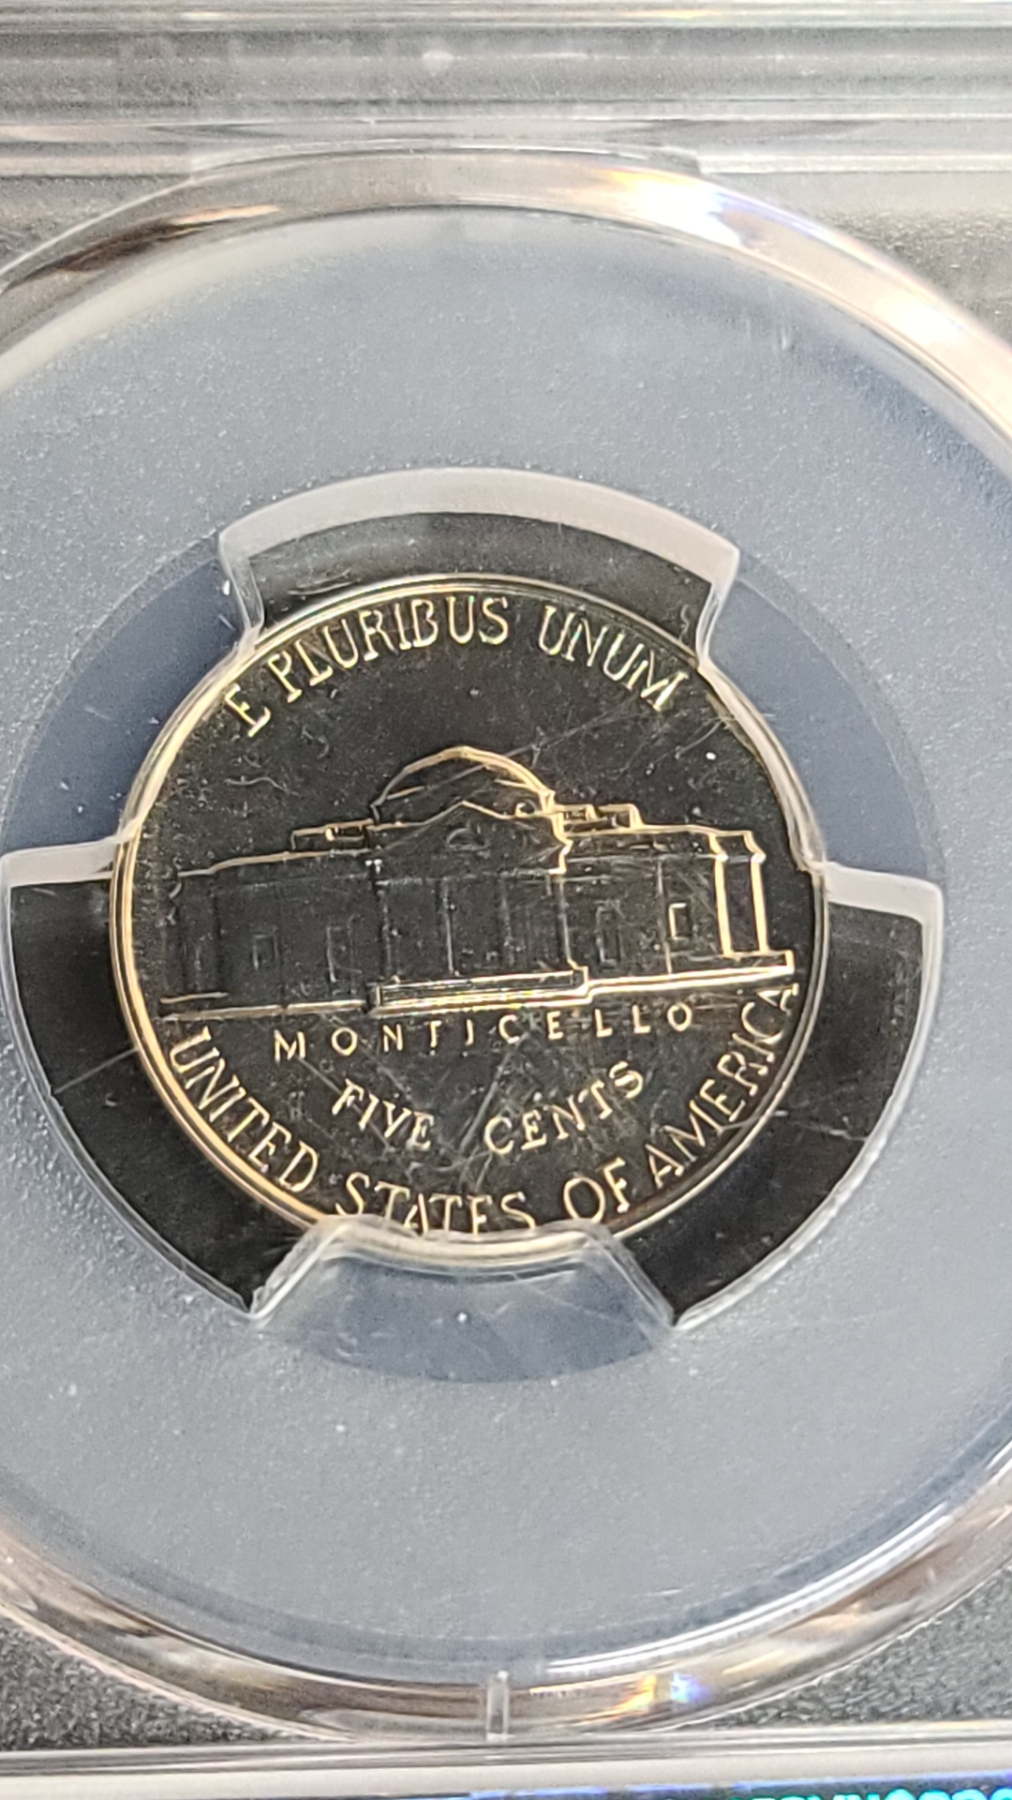 E PLURIBUS UNUM
MONTICELLO
FIVE CENTS
UNITED STATES OF AMERICA